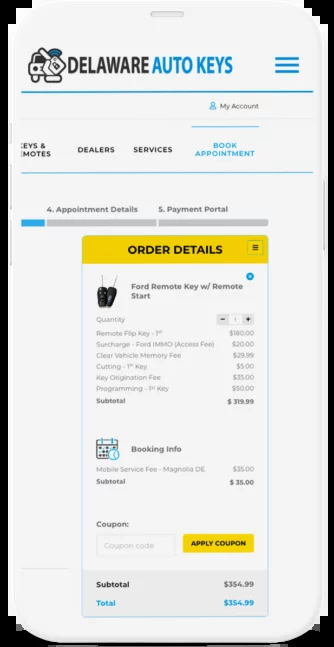 DELAWARE AUTO KEYS
My Account
KEYS &
EMOTES
DEALERS
SERVICES
BOOK
APPOINTMENT
4. Appointment Details
5. Payment Portal
ORDER DETAILS
Ford Remote Key w/ Remote
Start
Quantity
− 1 +
Remote Flip Key - 1st $180.00
Surcharge - Ford IMMO (Access Fee) $20.00
Clear Vehicle Memory Fee $29.99
Cutting - 1st Key $5.00
Key Origination Fee $35.00
Programming - 1st Key $50.00
Subtotal $ 319.99
Booking Info
Mobile Service Fee - Magnolia DE $35.00
Subtotal $ 35.00
Coupon:
Coupon code
APPLY COUPON
Subtotal $354.99
Total $354.99